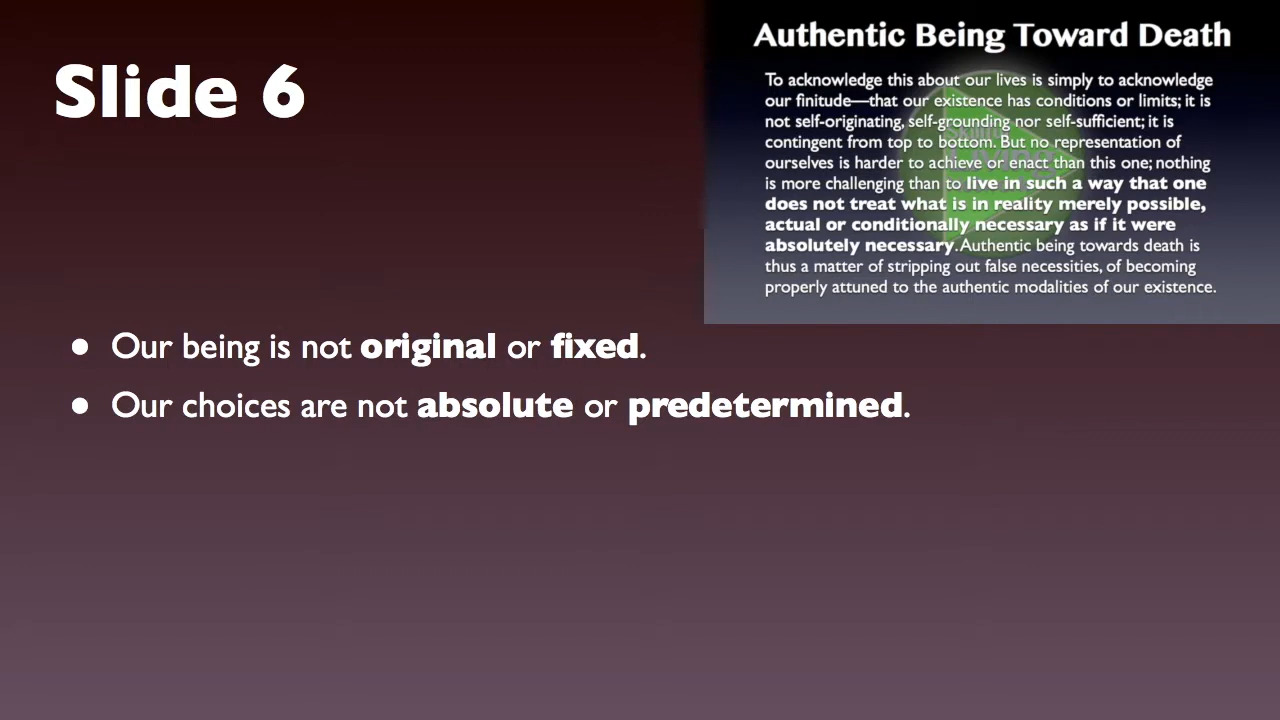 Slide 6
Authentic Being Toward Death
To acknowledge this about our lives is simply to acknowledge
our finitude—that our existence has conditions or limits; it is
not self-originating, self-grounding nor self-sufficient; it is
contingent from top to bottom. But no representation of
ourselves is harder to achieve or enact than this one; nothing
is more challenging than to live in such a way that one
does not treat what is in reality merely possible,
actual or conditionally necessary as if it were
absolutely necessary. Authentic being towards death is
thus a matter of stripping out false necessities, of becoming
properly attuned to the authentic modalities of our existence.
• Our being is not original or fixed.
• Our choices are not absolute or predetermined.